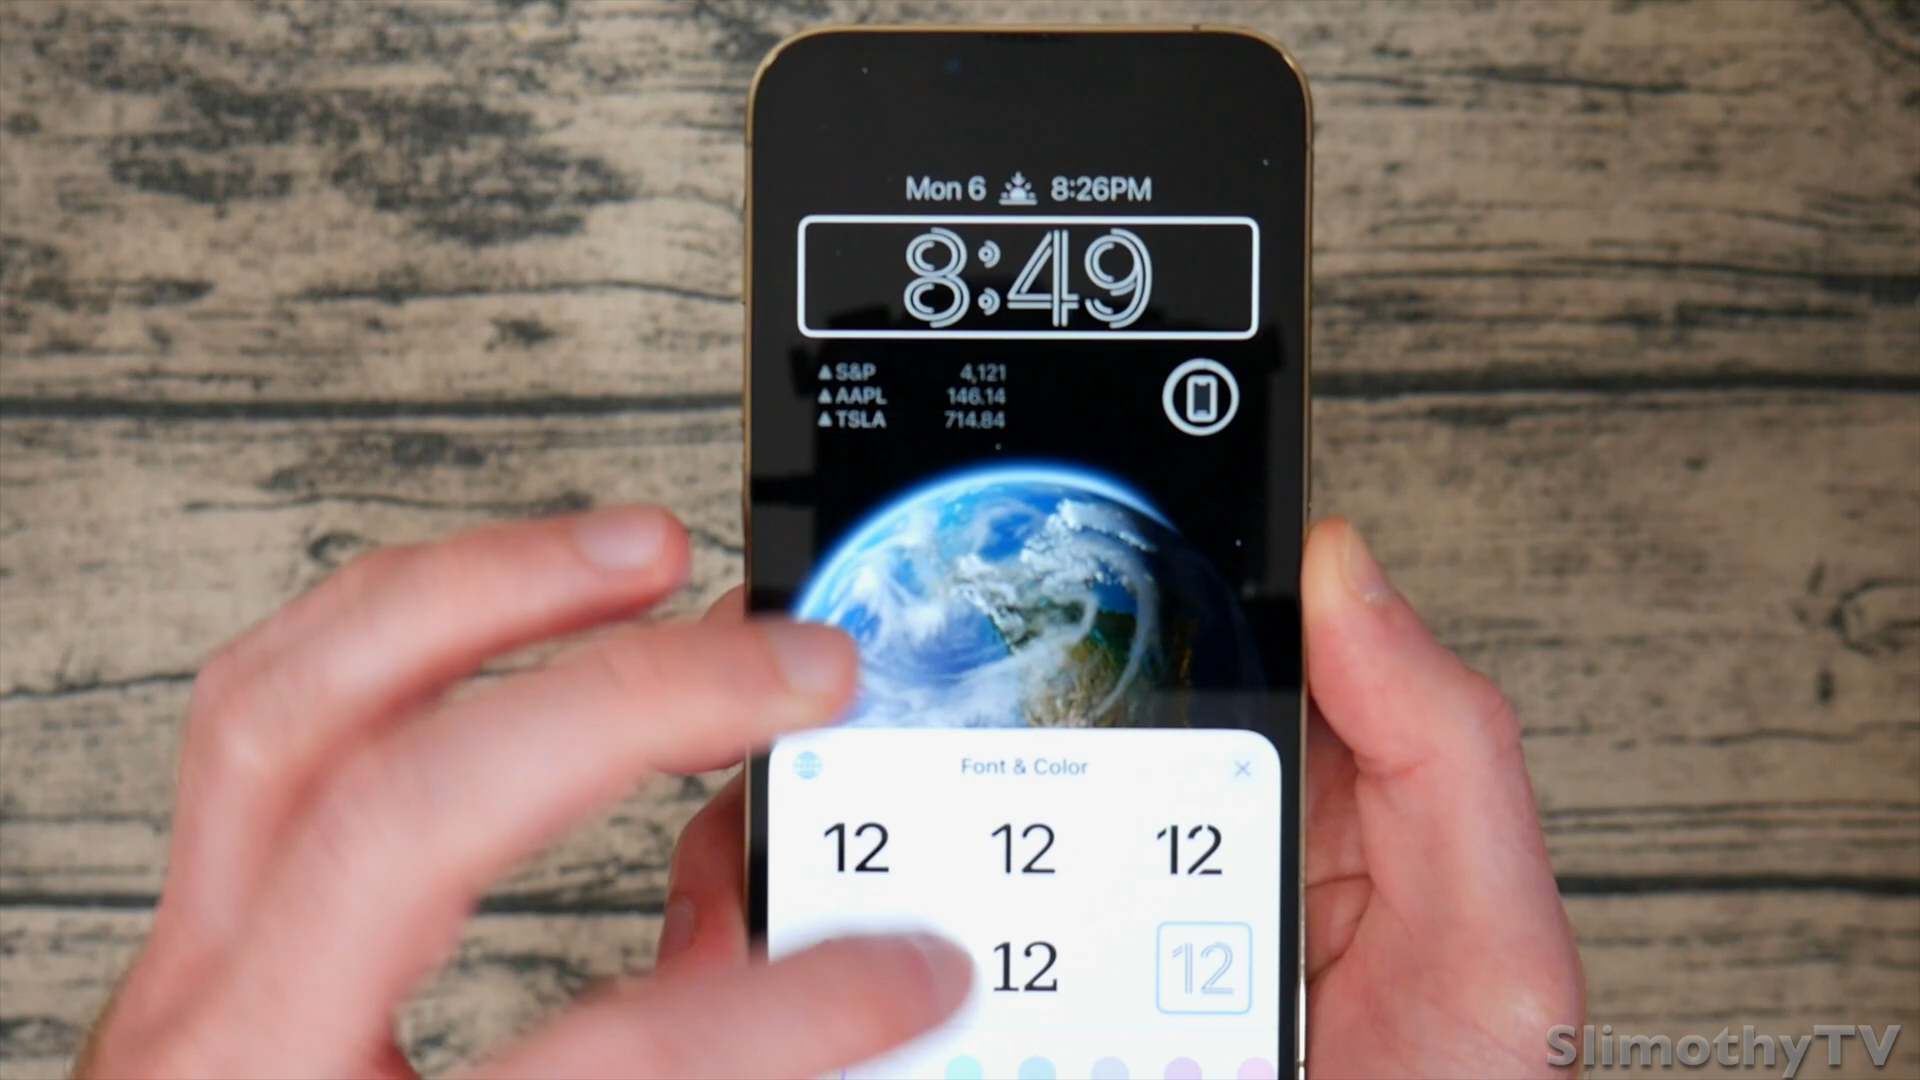 Mon 6 8:26PM
8:49
▲ S&P 4,121
▲ AAPL 146.14
▲ TSLA 714.84
Font & Color
12 12 12
12 12
SlimothyTV